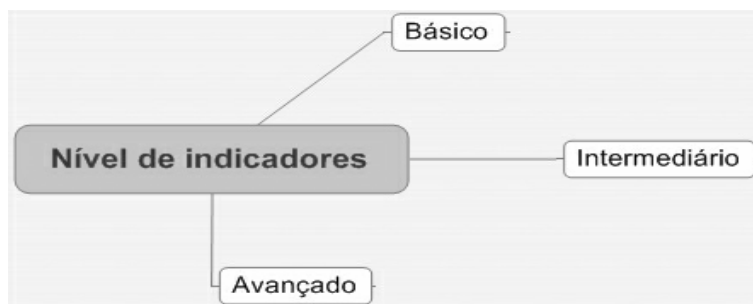 Básico
Nível de indicadores
Intermediário
Avançado